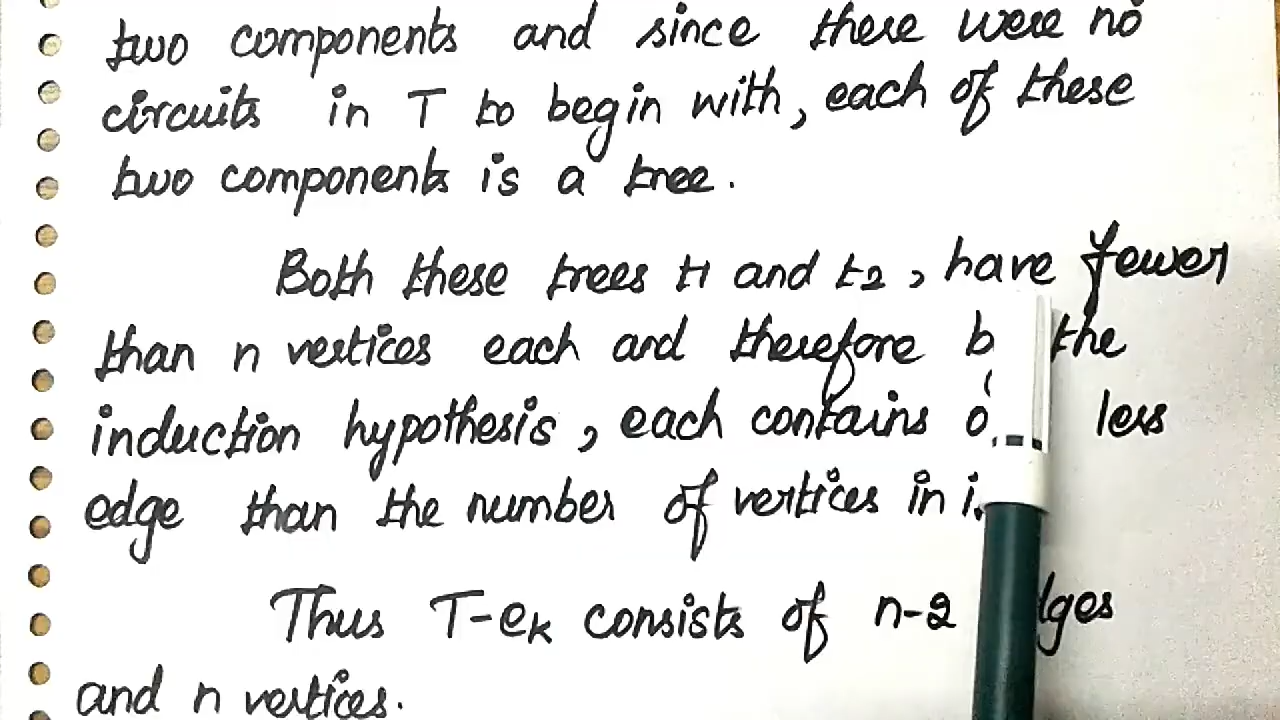 two components and since there were no
circuits in T to begin with, each of these
two components is a tree.
Both these trees t1 and t2, have fewer
than n vertices each and therefore the
induction hypothesis, each contains less
edge than the number of vertices in
Thus T-ek consists of n-2
and n vertices.